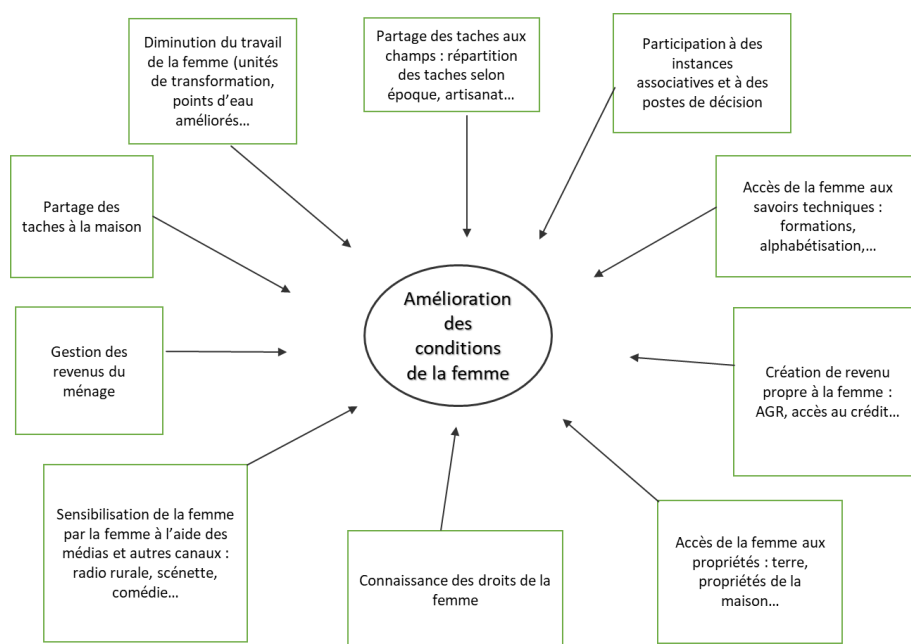 Diminution du travail
de la femme (unités
de transformation,
points d'eau
améliorés…
Partage des taches aux
champs : répartition
des taches selon
époque, artisanat…
Participation à des
instances
associatives et à des
postes de décision
Partage des
taches à la maison
Accès de la femme aux
savoirs techniques :
formations,
alphabétisation,…
Amélioration
des
conditions
de la femme
Gestion des
revenus du
ménage
Création de revenu
propre à la femme :
AGR, accès au crédit…
Sensibilisation de la femme
par la femme à l'aide des
médias et autres canaux :
radio rurale, scénette,
comédie…
Connaissance des droits de la
femme
Accès de la femme aux
propriétés : terre,
propriétés de la
maison…